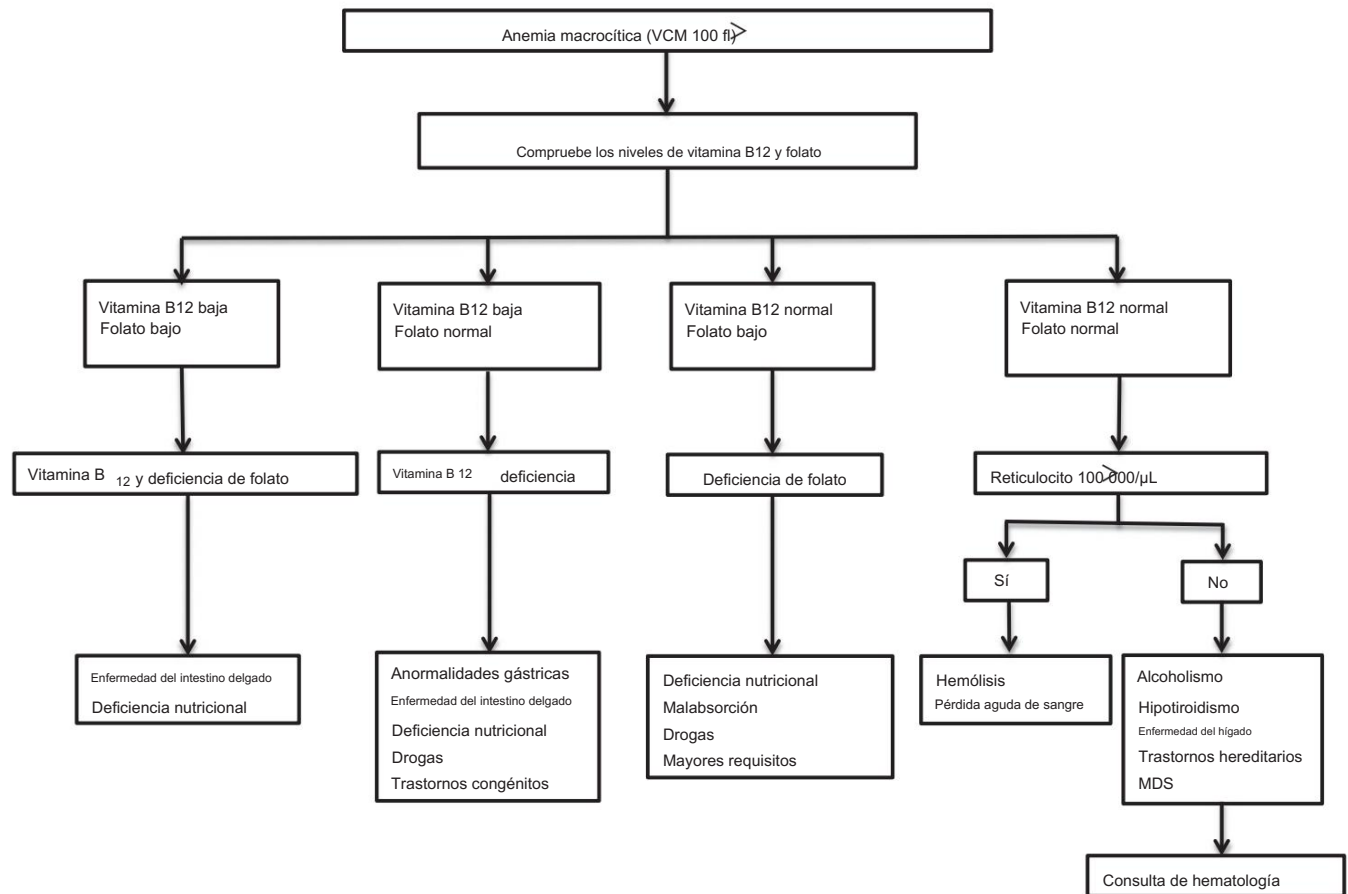 Anemia macrocítica (VCM 100 fl)>
Compruebe los niveles de vitamina B12 y folato
Vitamina B12 baja
Folato bajo
Vitamina B12 baja
Folato normal
Vitamina B12 normal
Folato bajo
Vitamina B12 normal
Folato normal
Vitamina B 12 y deficiencia de folato
Vitamina B 12 deficiencia
Deficiencia de folato
Reticulocito > 100 000/µL
Sí
No
Enfermedad del intestino delgado
Deficiencia nutricional
Anormalidades gástricas
Enfermedad del intestino delgado
Deficiencia nutricional
Drogas
Trastornos congénitos
Deficiencia nutricional
Malabsorción
Drogas
Mayores requisitos
Hemólisis
Pérdida aguda de sangre
Alcoholismo
Hipotiroidismo
Enfermedad del hígado
Trastornos hereditarios
MDS
Consulta de hematología